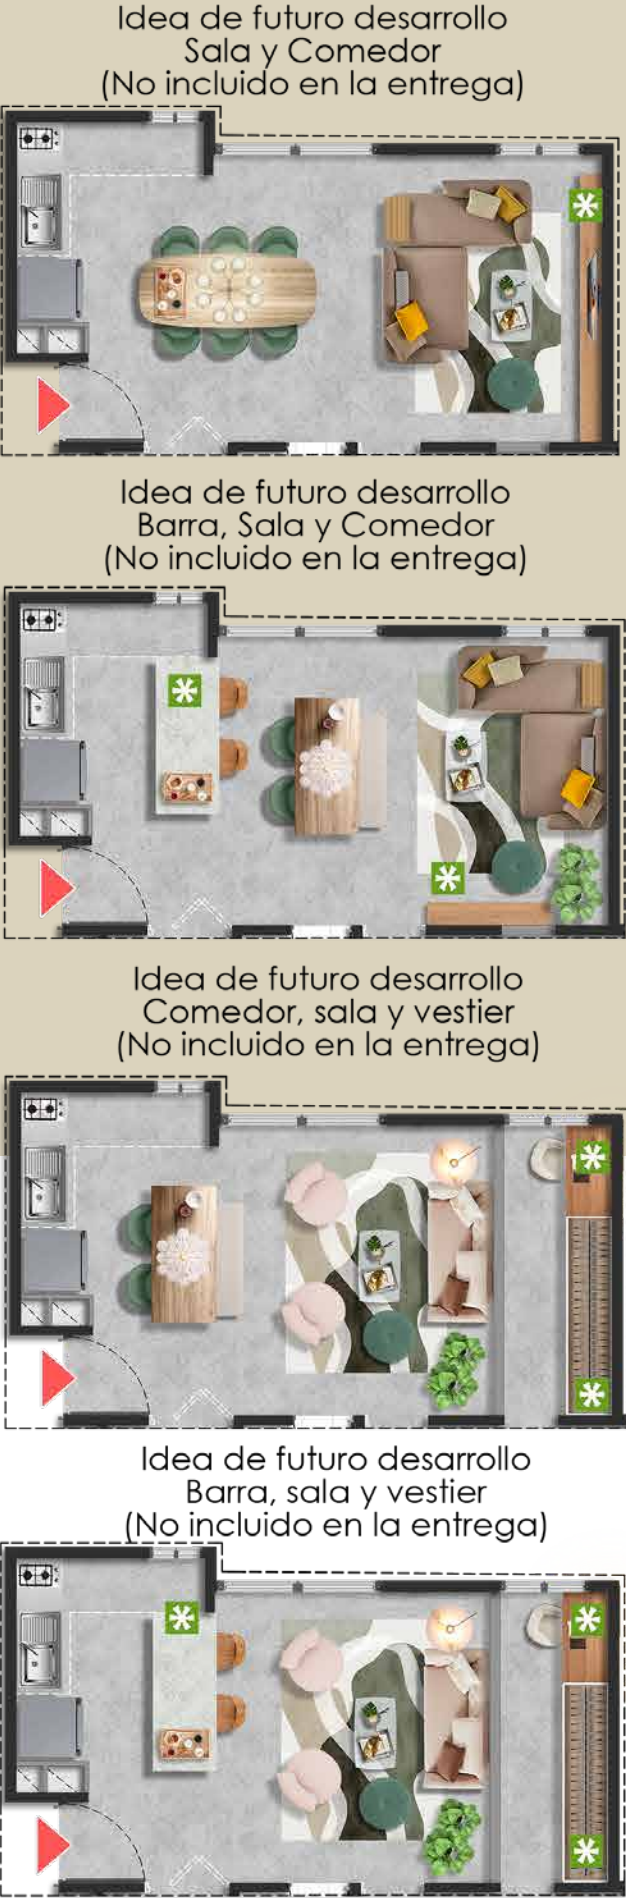 Idea de futuro desarrollo
Sala y Comedor
(No incluido en la entrega)
Idea de futuro desarrollo
Barra, Sala y Comedor
(No incluido en la entrega)
Idea de futuro desarrollo
Comedor, sala y vestier
(No incluido en la entrega)
Idea de futuro desarrollo
Barra, sala y vestier
(No incluido en la entrega)